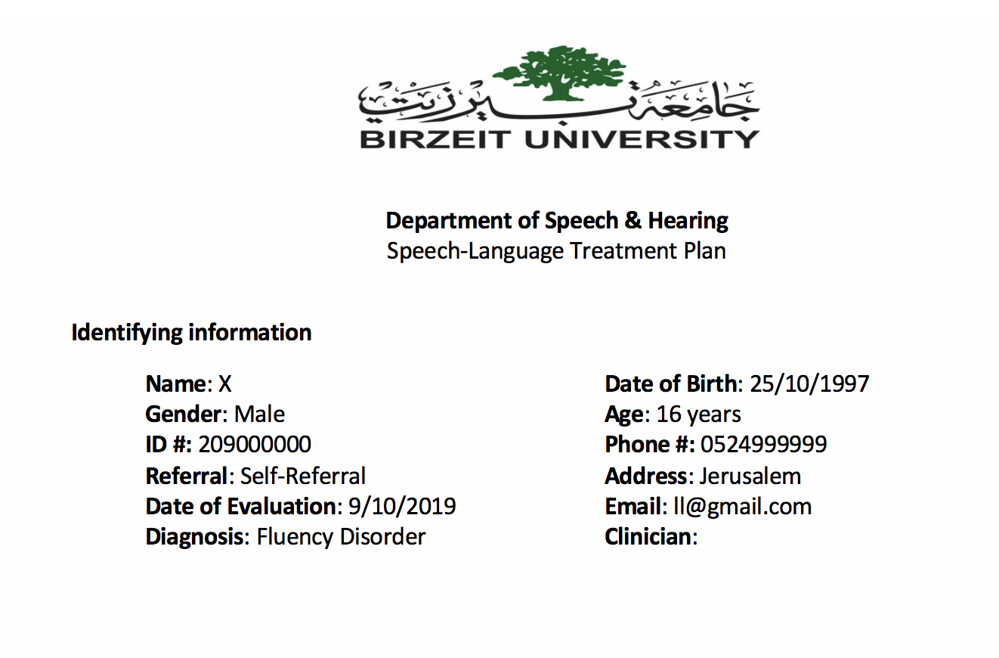 جامعة بيرزيت
BIRZEIT UNIVERSITY
Department of Speech & Hearing
Speech-Language Treatment Plan
Identifying information
Name: X
Gender: Male
ID #: 209000000
Referral: Self-Referral
Date of Evaluation: 9/10/2019
Diagnosis: Fluency Disorder
Date of Birth: 25/10/1997
Age: 16 years
Phone #: 0524999999
Address: Jerusalem
Email: ll@gmail.com
Clinician: